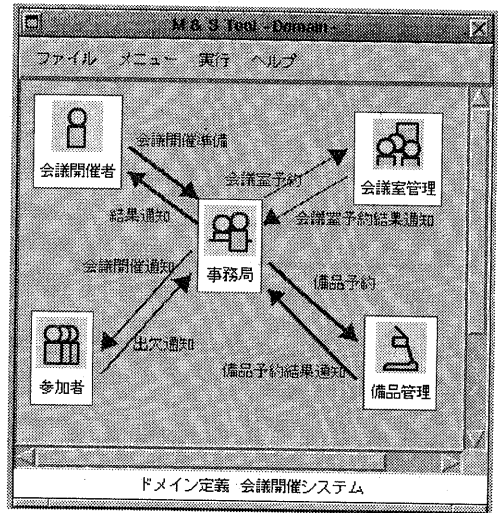 M & S Tool - Domain -
ファイル メニュー 実行 ヘルプ
会議開催準備
会議開催者
会議室予約
会議室管理
結果通知
会議室予約結果通知
会議開催通知
事務局
備品予約
出欠通知
備品予約結果通知
参加者
備品管理
ドメイン定義 会議開催システム